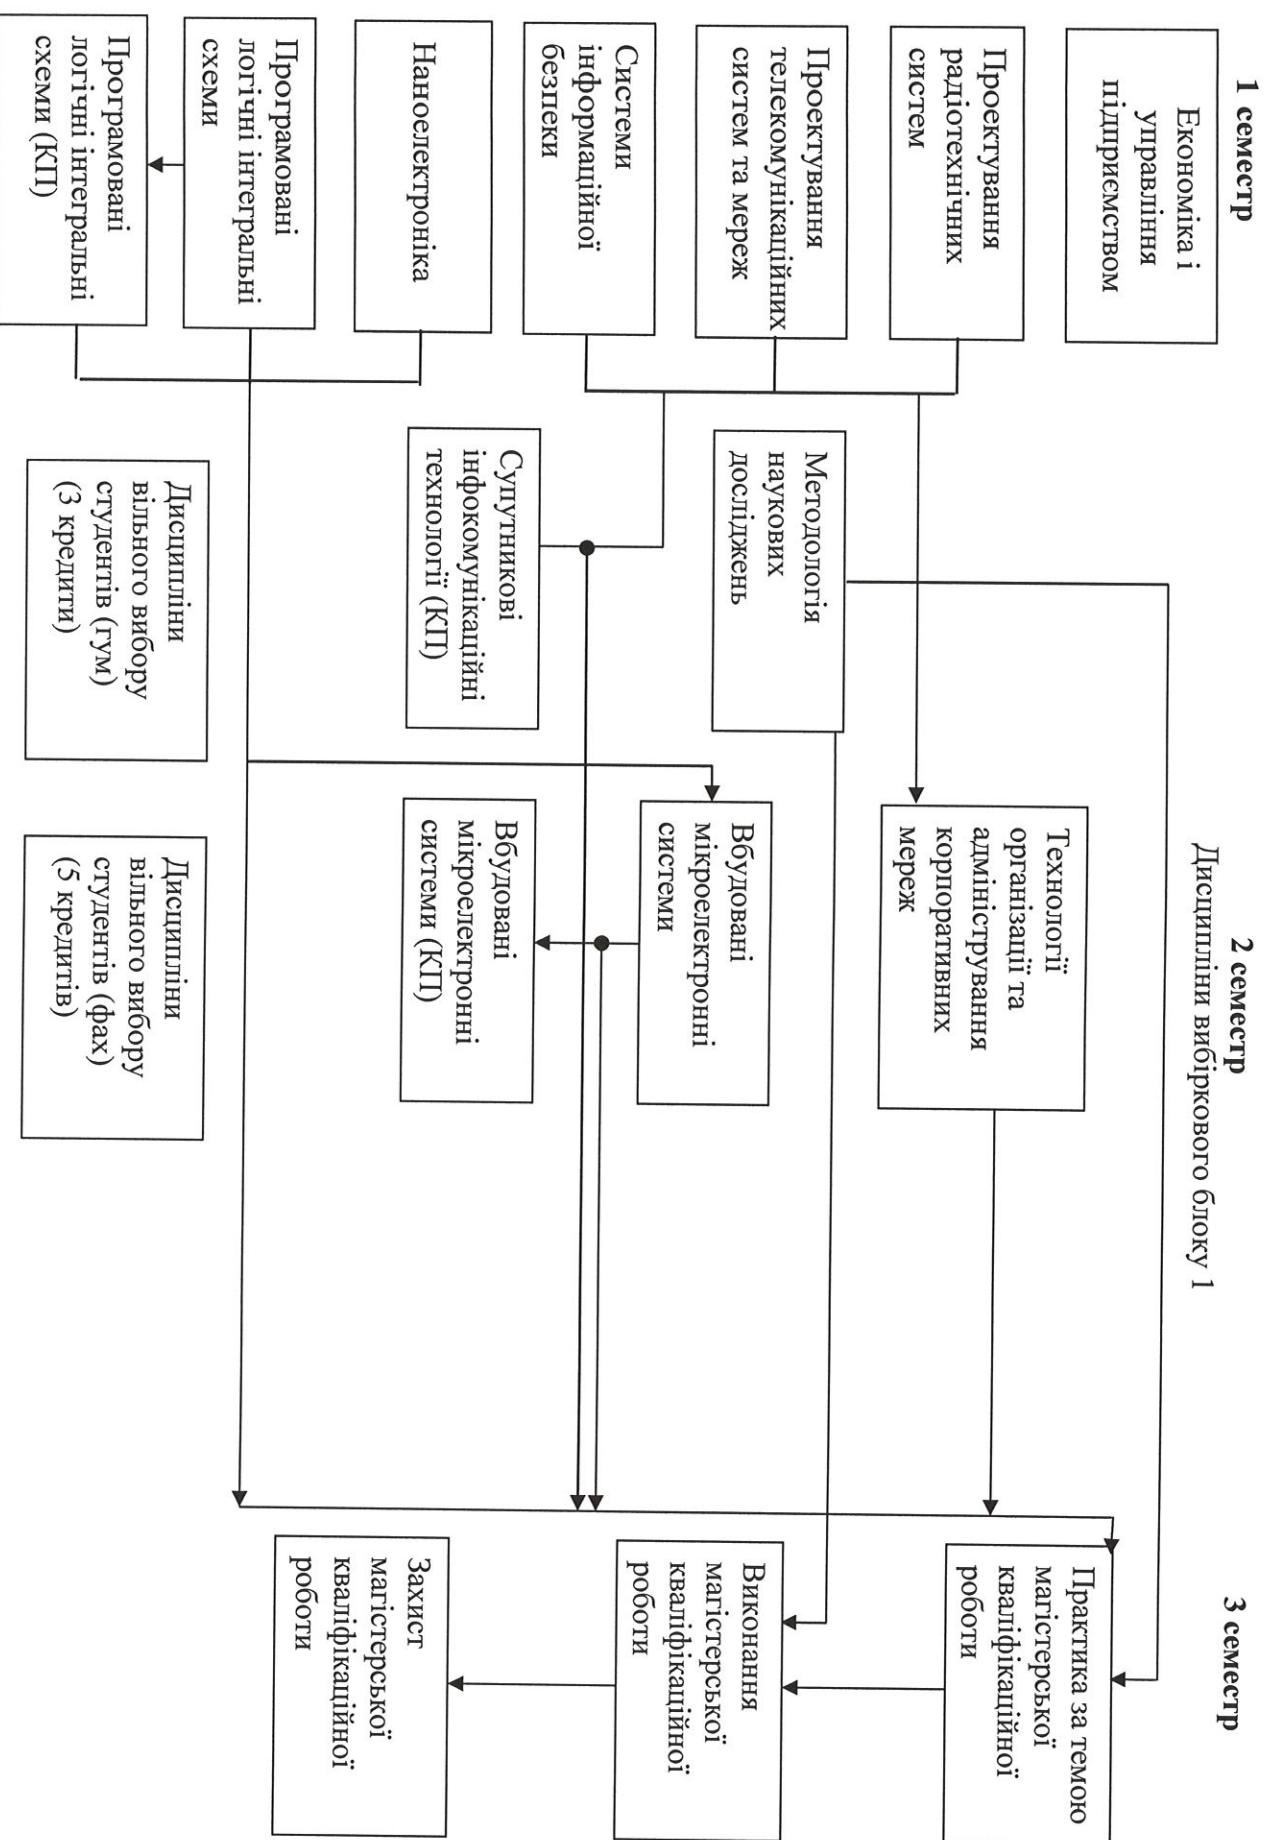 1 семестр
Економіка і
управління
підприємством
Проектування
радіотехнічних
систем
Проектування
телекомунікаційних
систем та мереж
Системи
інформаційної
безпеки
Наноелектроніка
Програмовані
логічні інтегральні
схеми
Програмовані
логічні інтегральні
схеми (КП)
2 семестр
Дисципліни вибіркового блоку 1
Методологія
наукових
досліджень
Супутникові
інфокомунікаційні
технології (КП)
Дисципліни
вільного вибору
студентів (гум)
(3 кредити)
Технології
організації та
адміністрування
корпоративних
мереж
Вбудовані
мікроелектронні
системи
Вбудовані
мікроелектронні
системи (КП)
Дисципліни
вільного вибору
студентів (фах)
(5 кредитів)
3 семестр
Практика за темою
магістерської
кваліфікаційної
роботи
Виконання
магістерської
кваліфікаційної
роботи
Захист
магістерської
кваліфікаційної
роботи